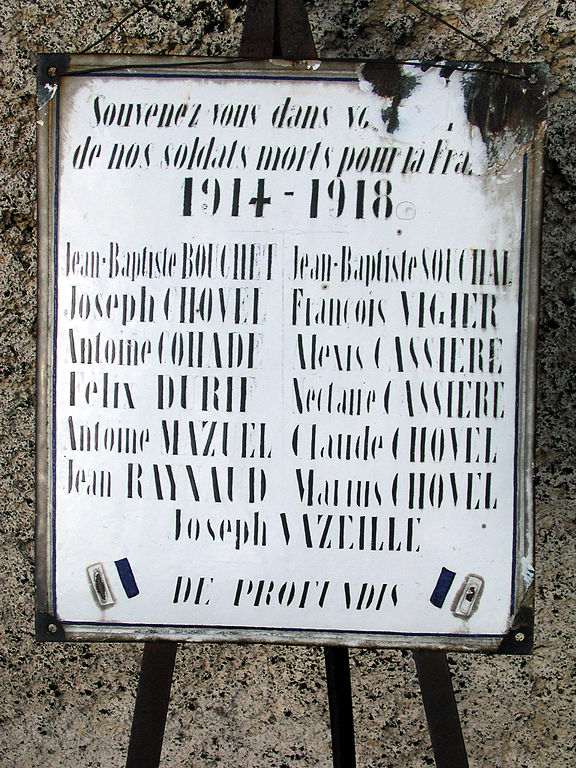 Souvenez vous dans
de nos soldats morts pour la Fra
1914 - 1918
Jean-Baptiste BOUCHET
Joseph CHOVEL
Antoine COHADE
Félix DURIF
Antoine MAZUEL
Jean RAYNAUD
Jean-Baptiste SOUCHAL
François VIGIER
Alexis CASSIERE
Nectaire CASSIERE
Claude CHOVEL
Marius CHOVEL
Joseph VAZEILLE
DE PROFUNDIS